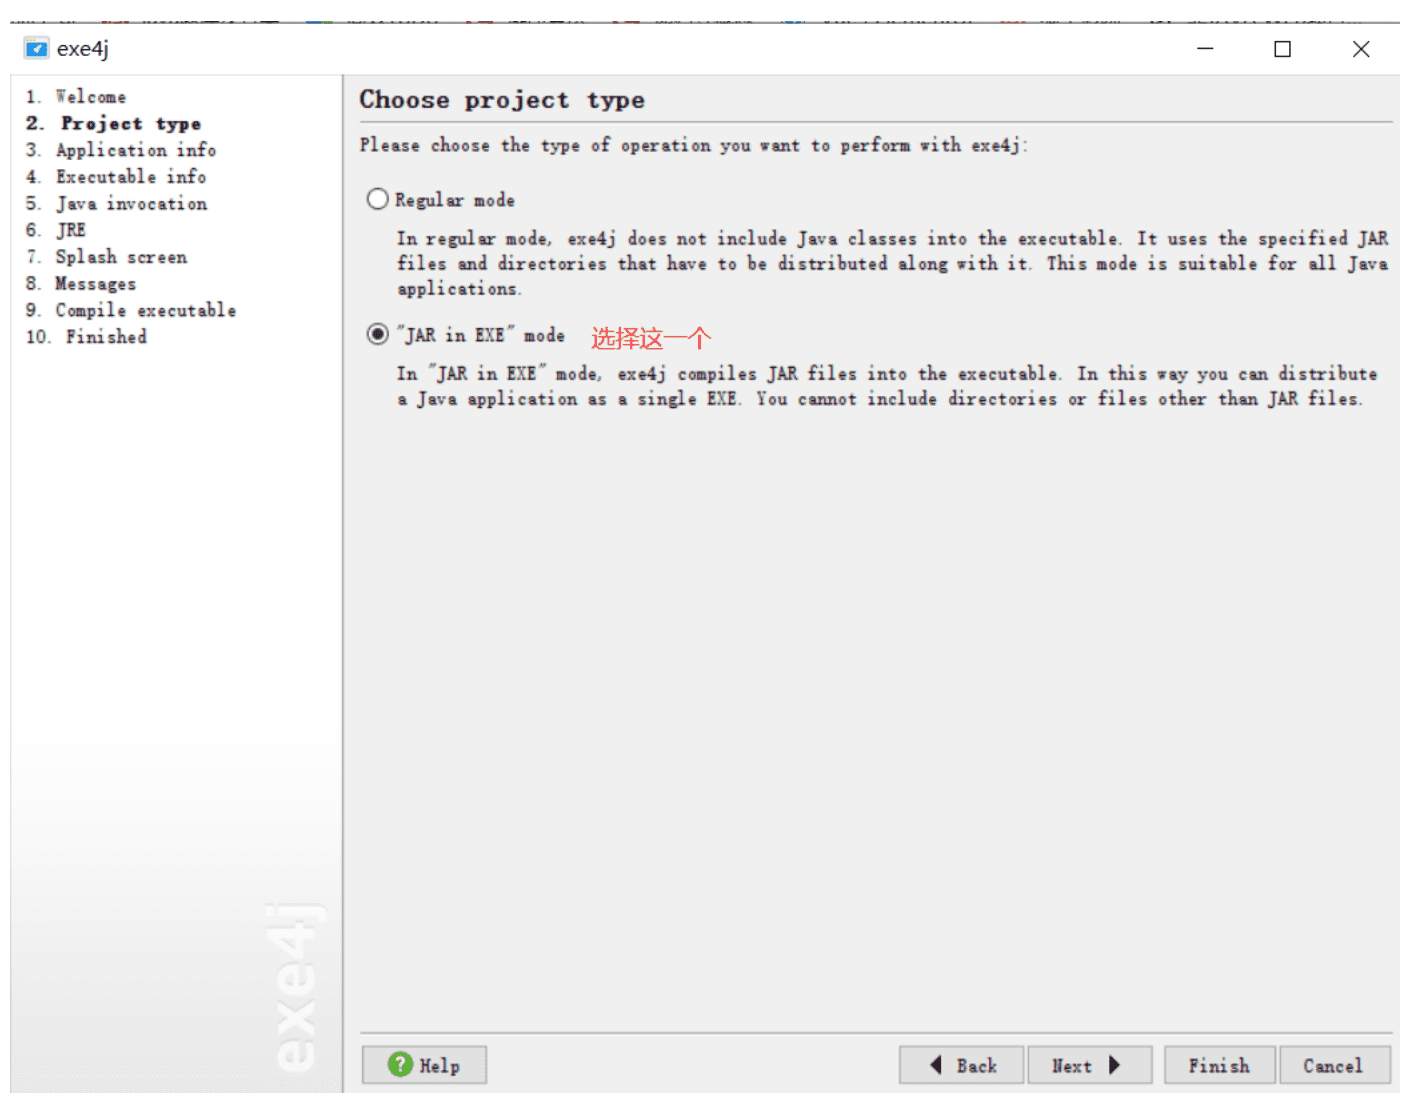 exe4j
1. Welcome
2. Project type
3. Application info
4. Executable info
5. Java invocation
6. JRE
7. Splash screen
8. Messages
9. Compile executable
10. Finished
exe4j
Choose project type
Please choose the type of operation you want to perform with exe4j:
Regular mode
In regular mode, exe4j does not include Java classes into the executable. It uses the specified JAR
files and directories that have to be distributed along with it. This mode is suitable for all Java
applications.
"JAR in EXE" mode 选择这一个
In "JAR in EXE" mode, exe4j compiles JAR files into the executable. In this way you can distribute
a Java application as a single EXE. You cannot include directories or files other than JAR files.
Help Back Next Finish Cancel